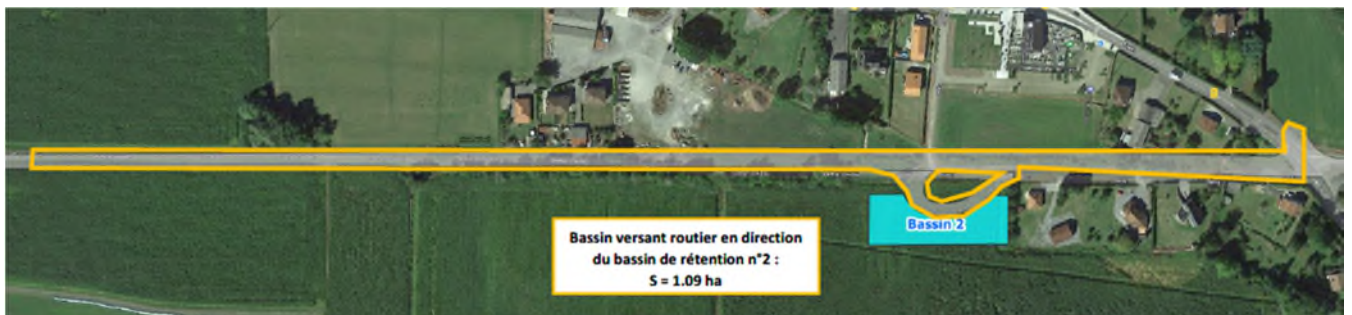 Bassin 2
Bassin versant routier en direction
du bassin de rétention n°2 :
S = 1.09 ha